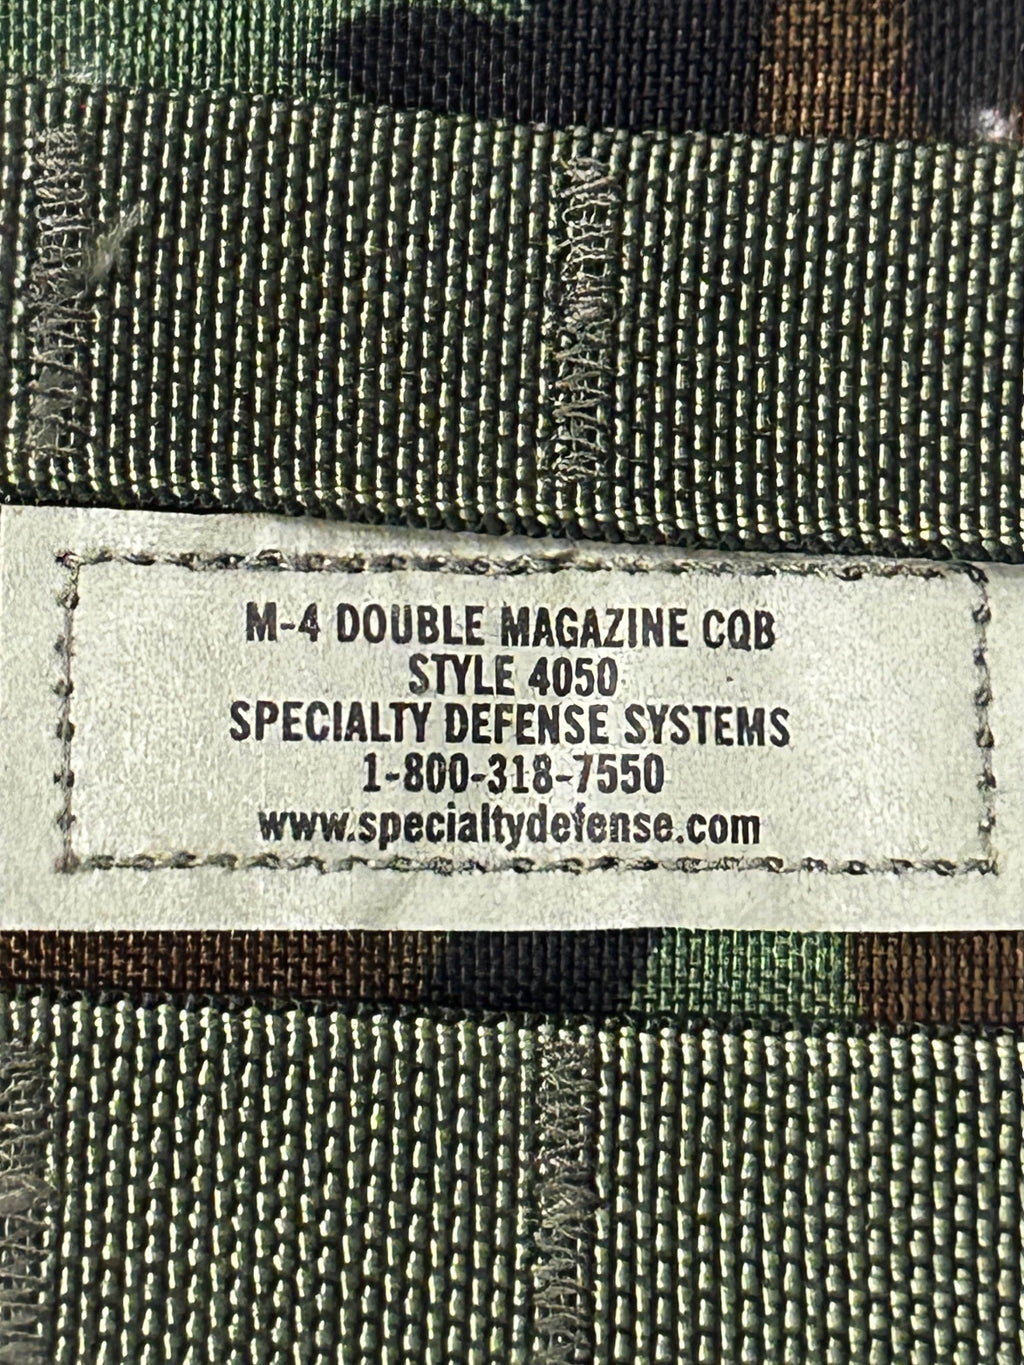 M-4 DOUBLE MAGAZINE CQB
STYLE 4050
SPECIALTY DEFENSE SYSTEMS
1-800-318-7550
www.specialtydefense.com